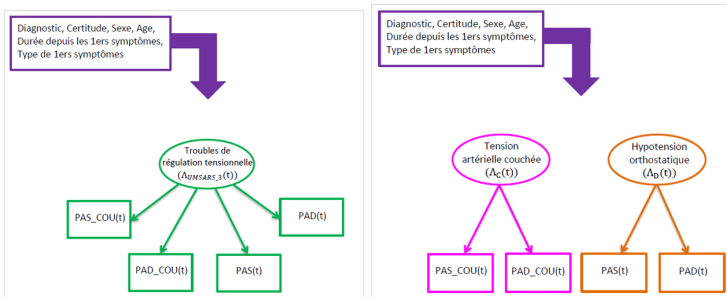 Diagnostic, Certitude, Sexe, Age,
Durée depuis les 1ers symptômes,
Type de 1ers symptômes
Troubles de
régulation tensionnelle
(Λ_UMSARS_3(t))
PAS_COU(t)
PAD(t)
PAD_COU(t)
PAS(t)
Diagnostic, Certitude, Sexe, Age,
Durée depuis les 1ers symptômes,
Type de 1ers symptômes
Tension
artérielle couchée
(Λ_C(t))
Hypotension
orthostatique
(Λ_D(t))
PAS_COU(t)
PAD_COU(t)
PAS(t)
PAD(t)